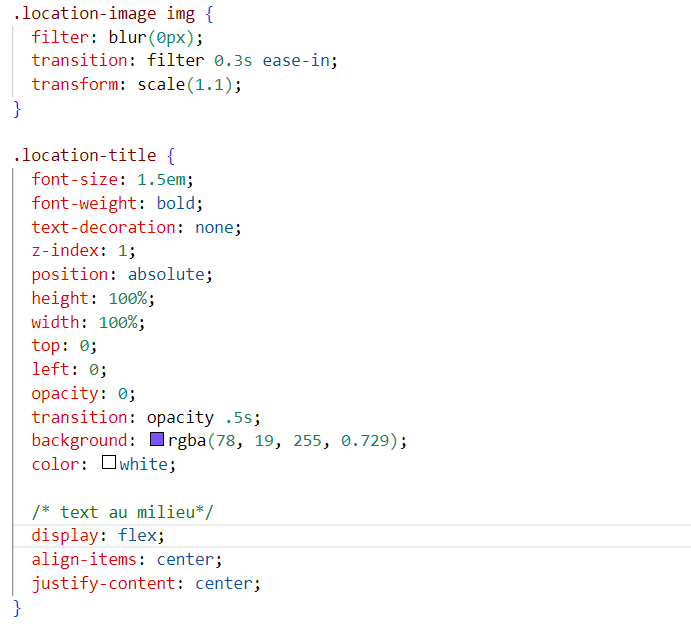 .location-image img {
filter: blur(0px);
transition: filter 0.3s ease-in;
transform: scale(1.1);
}
.location-title {
font-size: 1.5em;
font-weight: bold;
text-decoration: none;
z-index: 1;
position: absolute;
height: 100%;
width: 100%;
top: 0;
left: 0;
opacity: 0;
transition: opacity .5s;
background: rgba(78, 19, 255, 0.729);
color: white;
/* text au milieu*/
display: flex;
align-items: center;
justify-content: center;
}